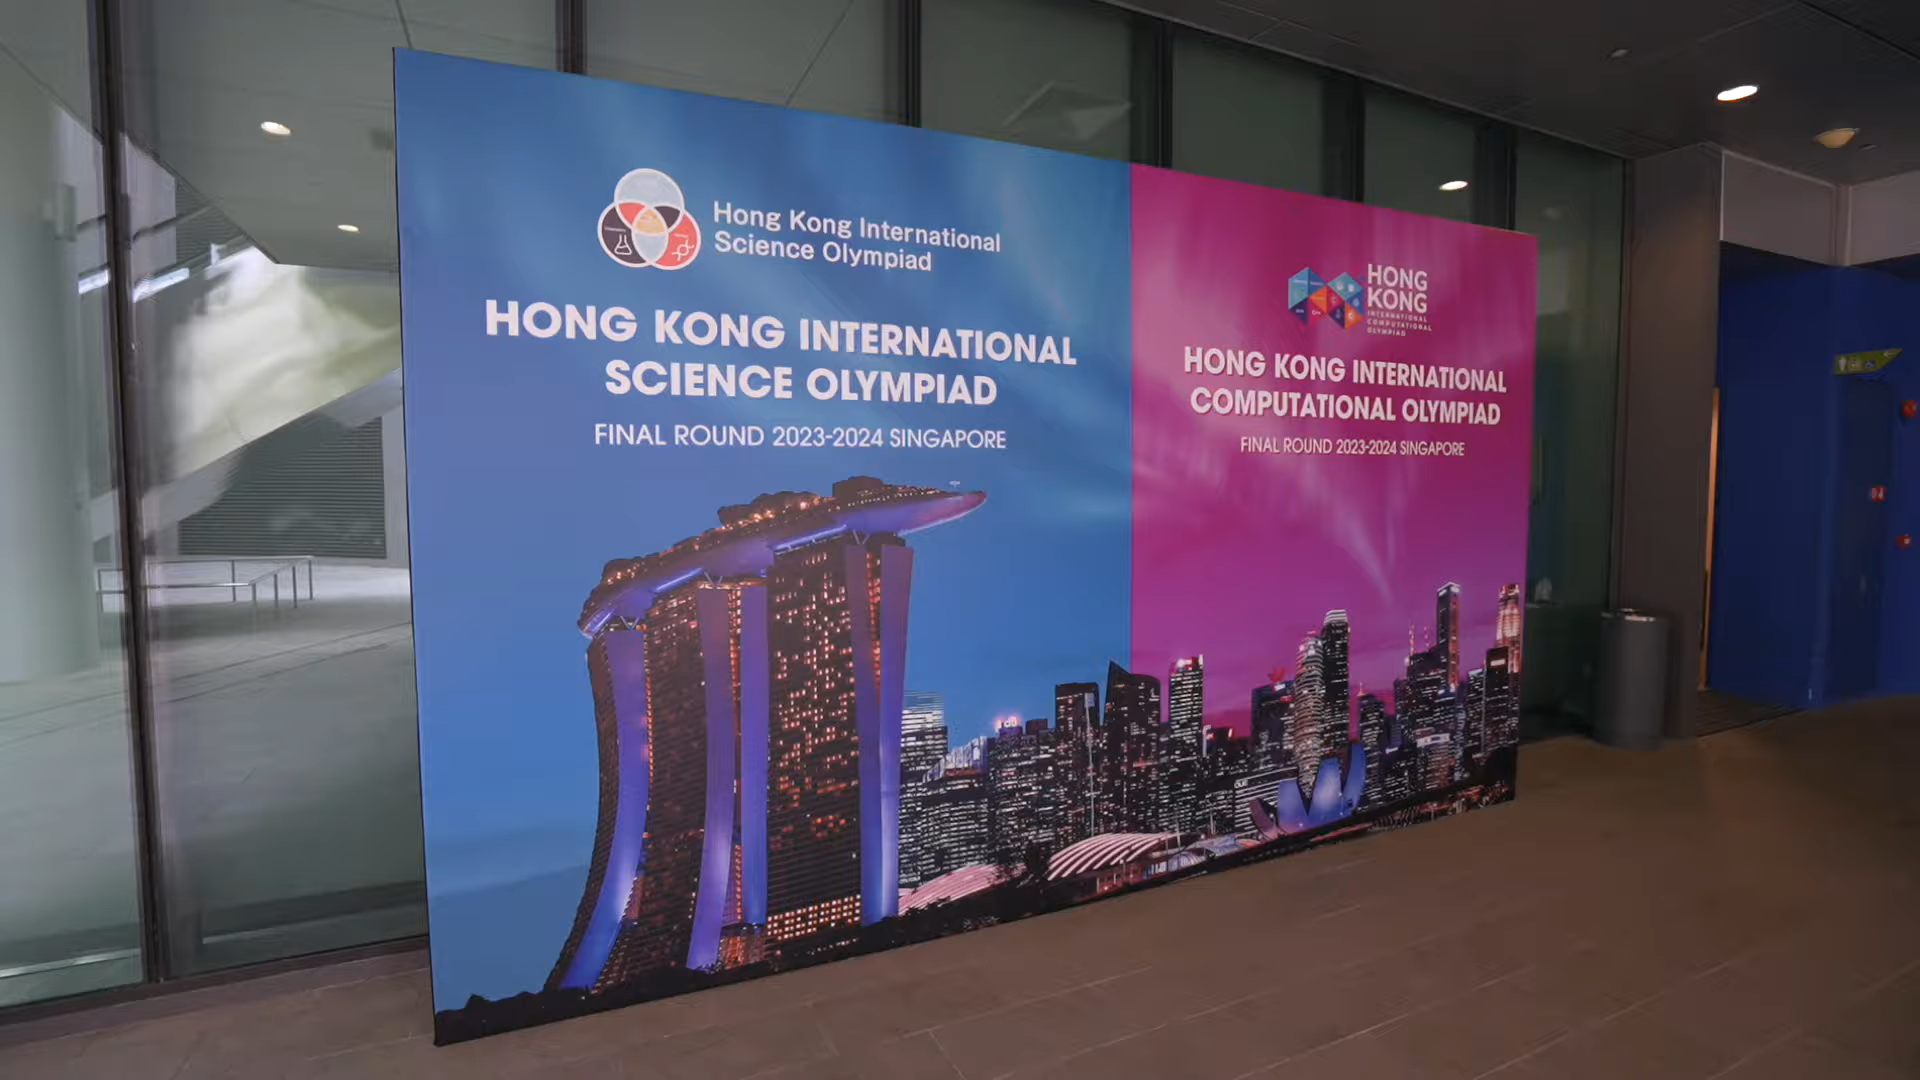 Hong Kong International
Science Olympiad
HONG KONG INTERNATIONAL
SCIENCE OLYMPIAD
FINAL ROUND 2023-2024 SINGAPORE
HONG
KONG
INTERNATIONAL
COMPUTATIONAL
OLYMPIAD
HONG KONG INTERNATIONAL
COMPUTATIONAL OLYMPIAD
FINAL ROUND 2023-2024 SINGAPORE